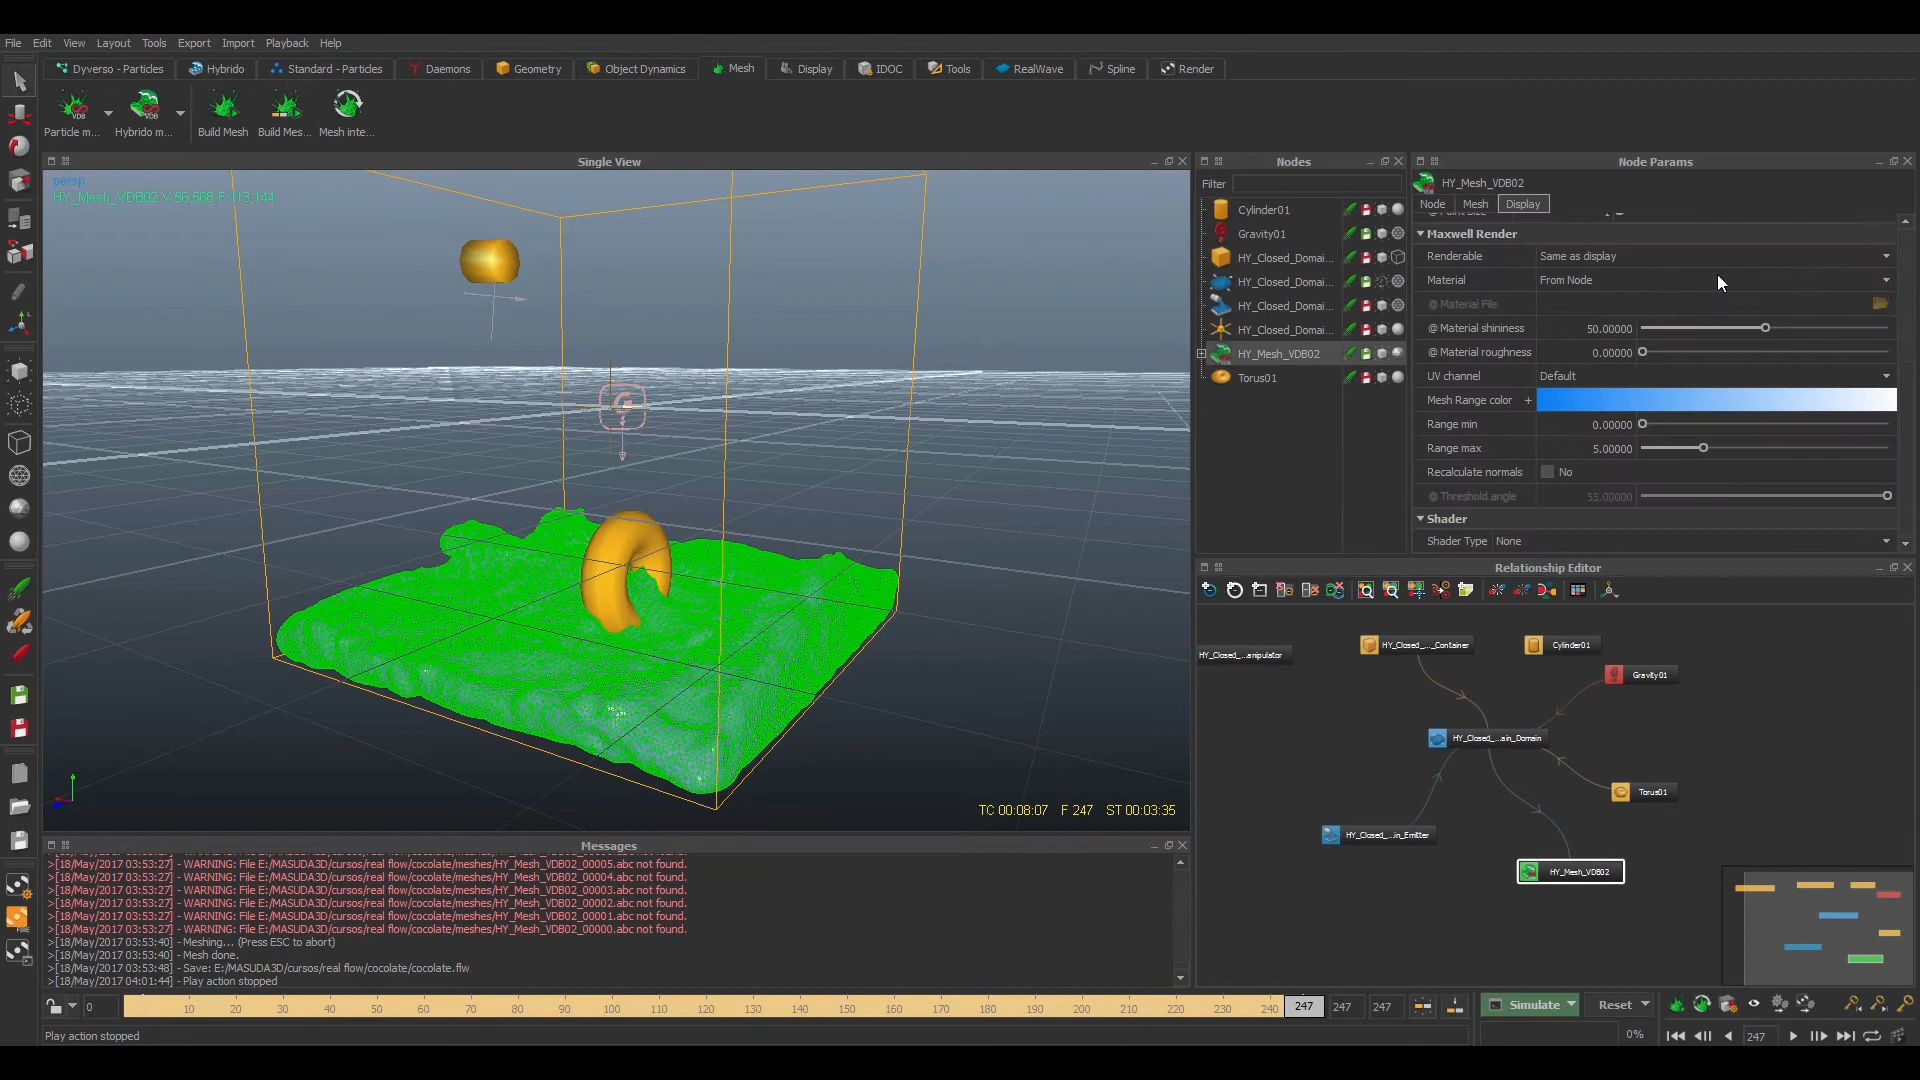 File Edit View Layout Tools Export Import Playback Help
Dyverso - Particles Hybrido Standard - Particles Daemons Geometry Object Dynamics Mesh Display IDOC Tools RealWave Spline Render
Particle m... Hybrido m... Build Mesh Build Mes... Mesh inte...
Single View
persp
HY_Mesh_VDB02 V:56,568 F:113,144
TC 00:08:07 F 247 ST 00:03:35
Nodes
Filter
Cylinder01
Gravity01
HY_Closed_Domai...
HY_Closed_Domai...
HY_Closed_Domai...
HY_Closed_Domai...
HY_Mesh_VDB02
Torus01
Node Params
HY_Mesh_VDB02
Node Mesh Display
Maxwell Render
Renderable Same as display
Material From Node
@ Material File
@ Material shininess 50.00000
@ Material roughness 0.00000
UV channel Default
Mesh Range color +
Range min 0.00000
Range max 5.00000
Recalculate normals No
@ Threshold angle 55.00000
Shader
Shader Type None
Relationship Editor
HY_Closed_...anipulator
HY_Closed_..._Container
Cylinder01
Gravity01
HY_Closed_...ain_Domain
Torus01
HY_Closed_...in_Emitter
HY_Mesh_VDB02
Messages
>[18/May/2017 03:53:27] - WARNING: File E:/MASUDA3D/cursos/real flow/cocolate/meshes/HY_Mesh_VDB02_00005.abc not found.
>[18/May/2017 03:53:27] - WARNING: File E:/MASUDA3D/cursos/real flow/cocolate/meshes/HY_Mesh_VDB02_00004.abc not found.
>[18/May/2017 03:53:27] - WARNING: File E:/MASUDA3D/cursos/real flow/cocolate/meshes/HY_Mesh_VDB02_00003.abc not found.
>[18/May/2017 03:53:27] - WARNING: File E:/MASUDA3D/cursos/real flow/cocolate/meshes/HY_Mesh_VDB02_00002.abc not found.
>[18/May/2017 03:53:27] - WARNING: File E:/MASUDA3D/cursos/real flow/cocolate/meshes/HY_Mesh_VDB02_00001.abc not found.
>[18/May/2017 03:53:27] - WARNING: File E:/MASUDA3D/cursos/real flow/cocolate/meshes/HY_Mesh_VDB02_00000.abc not found.
>[18/May/2017 03:53:40] - Meshing... (Press ESC to abort)
>[18/May/2017 03:53:40] - Mesh done.
>[18/May/2017 03:53:48] - Save: E:/MASUDA3D/cursos/real flow/cocolate/cocolate.flw
>[18/May/2017 04:01:44] - Play action stopped
0 10 20 30 40 50 60 70 80 90 100 110 120 130 140 150 160 170 180 190 200 210 220 230 240 247 247 247
Simulate Reset
Play action stopped
0% 247